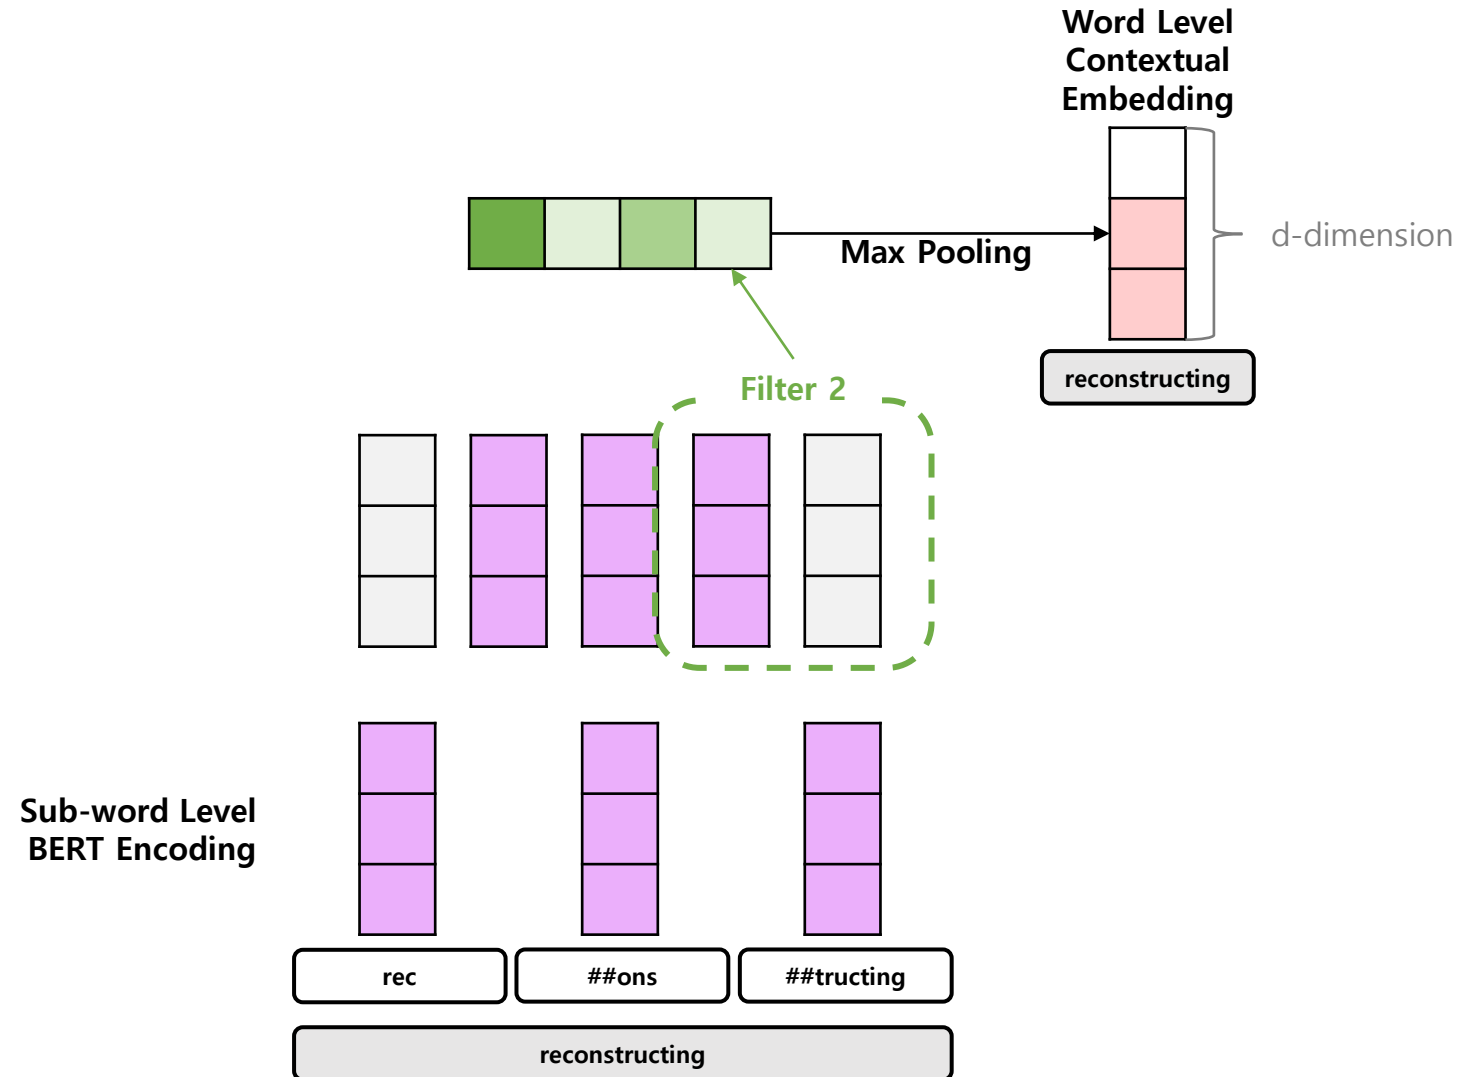 Word Level
Contextual
Embedding
Max Pooling
d-dimension
reconstructing
Filter 2
Sub-word Level
BERT Encoding
rec
##ons
##tructing
reconstructing